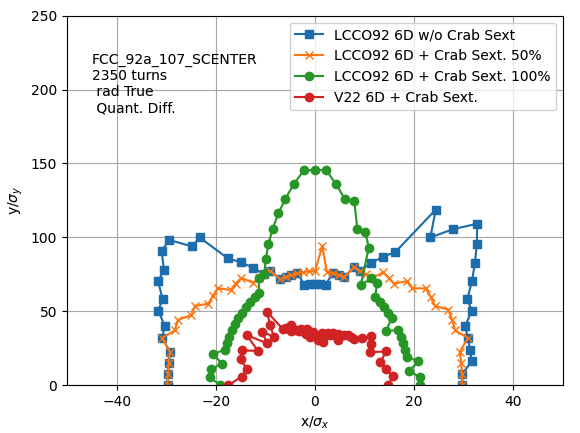 250
200
150
100
50
0
−40
−20
0
20
40
y/σy
x/σx
FCC_92a_107_SCENTER
2350 turns
rad True
Quant. Diff.
LCCO92 6D w/o Crab Sext
LCCO92 6D + Crab Sext. 50%
LCCO92 6D + Crab Sext. 100%
V22 6D + Crab Sext.